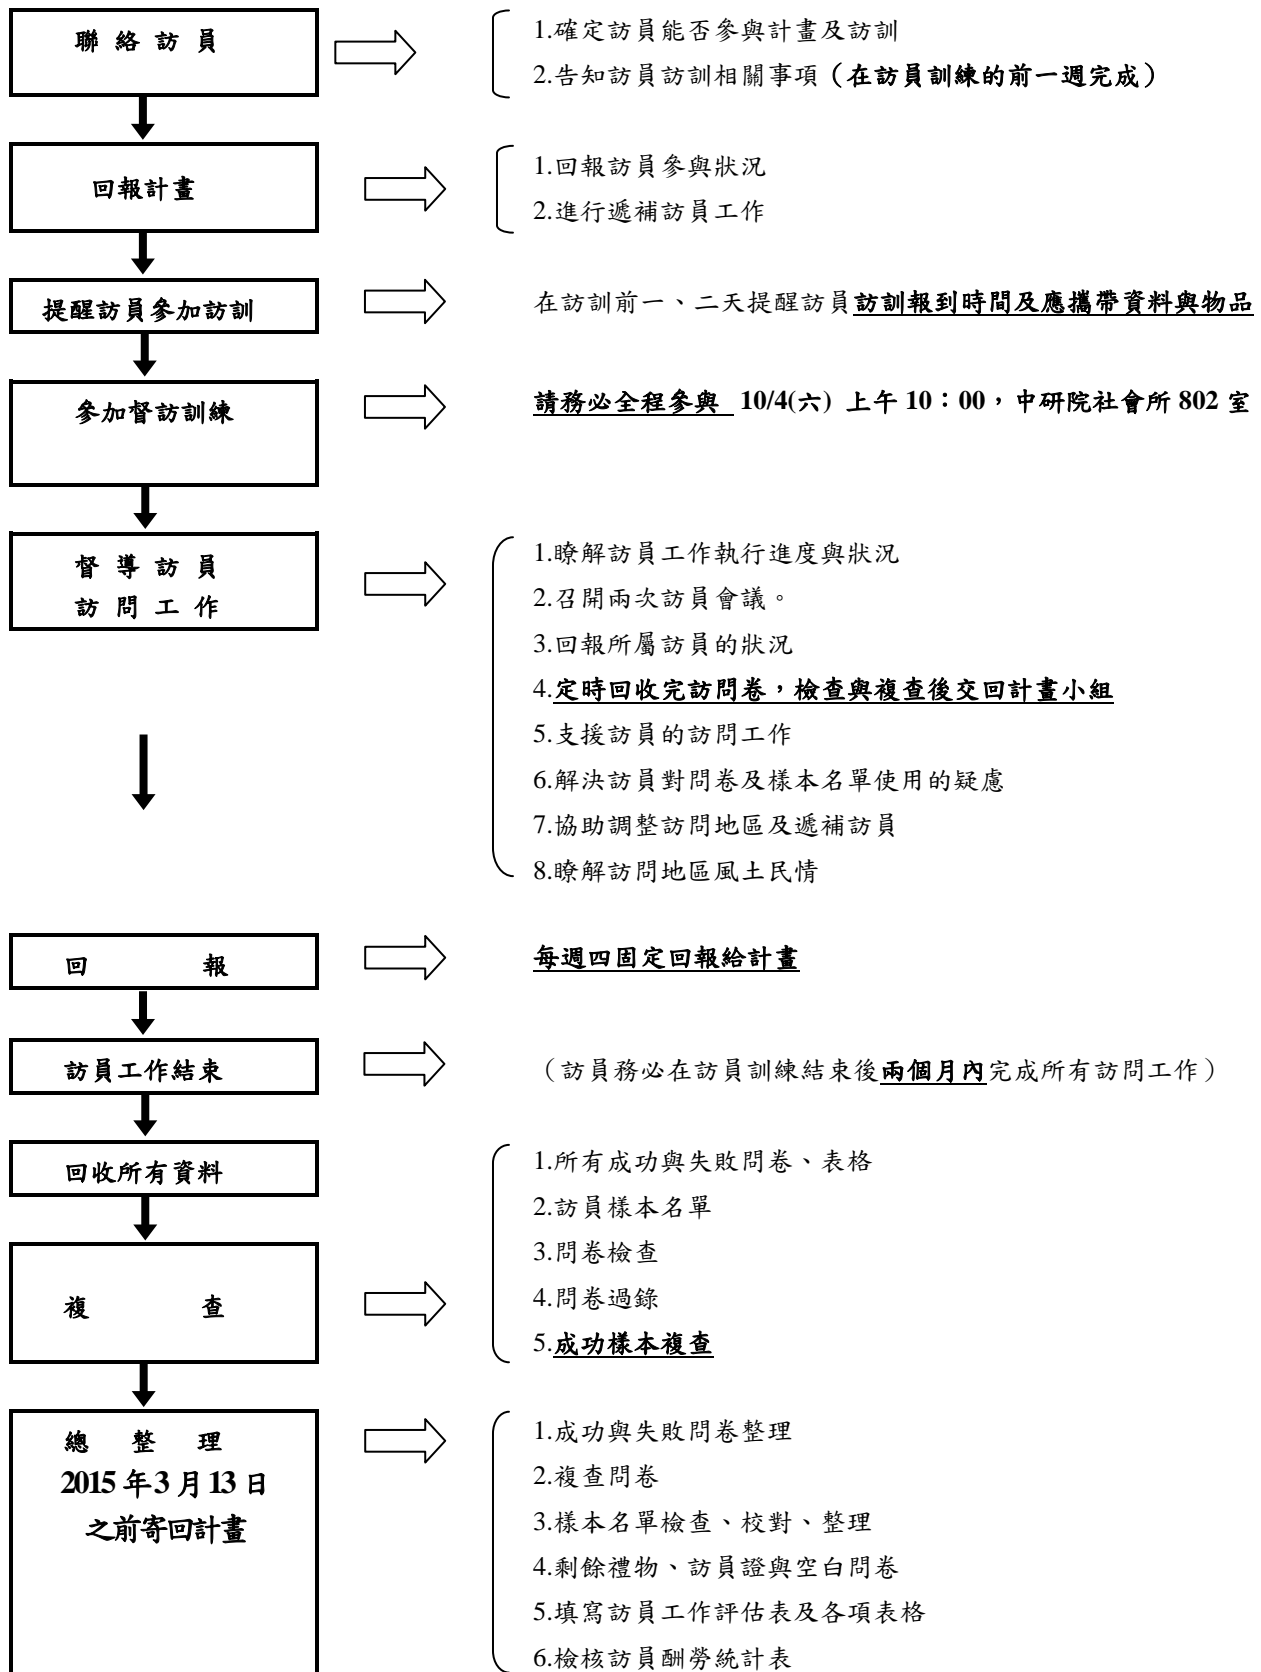 聯 絡 訪 員
1.確定訪員能否參與計畫及訪訓
2.告知訪員訪訓相關事項（在訪員訓練的前一週完成）
回報計畫
1.回報訪員參與狀況
2.進行遞補訪員工作
提醒訪員參加訪訓
在訪訓前一、二天提醒訪員訪訓報到時間及應攜帶資料與物品
參加督訪訓練
請務必全程參與 10/4(六) 上午 10：00，中研院社會所 802 室
督 導 訪 員
訪 問 工 作
1.瞭解訪員工作執行進度與狀況
2.召開兩次訪員會議。
3.回報所屬訪員的狀況
4.定時回收完訪問卷，檢查與複查後交回計畫小組
5.支援訪員的訪問工作
6.解決訪員對問卷及樣本名單使用的疑慮
7.協助調整訪問地區及遞補訪員
8.瞭解訪問地區風土民情
回 報
每週四固定回報給計畫
訪員工作結束
（訪員務必在訪員訓練結束後兩個月內完成所有訪問工作）
回收所有資料
1.所有成功與失敗問卷、表格
2.訪員樣本名單
3.問卷檢查
4.問卷過錄
5.成功樣本複查
複 查
總 整 理
2015 年 3 月 13 日
之前寄回計畫
1.成功與失敗問卷整理
2.複查問卷
3.樣本名單檢查、校對、整理
4.剩餘禮物、訪員證與空白問卷
5.填寫訪員工作評估表及各項表格
6.檢核訪員酬勞統計表